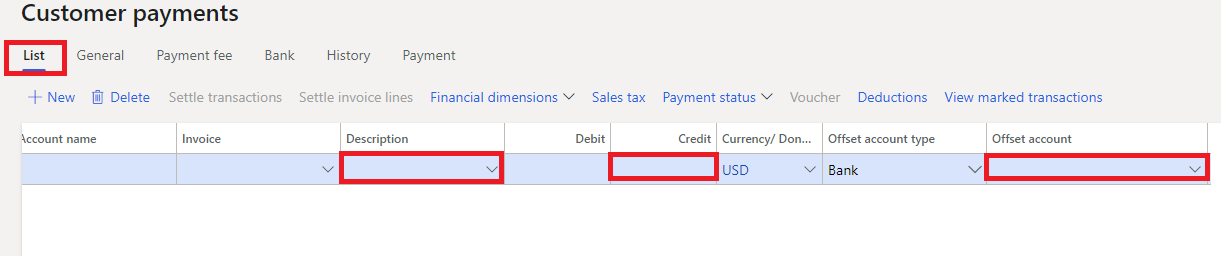 Customer payments
List General Payment fee Bank History Payment
New Delete Settle transactions Settle invoice lines Financial dimensions Sales tax Payment status Voucher Deductions View marked transactions
Account name Invoice Description Debit Credit Currency/ Don... Offset account type Offset account
USD Bank